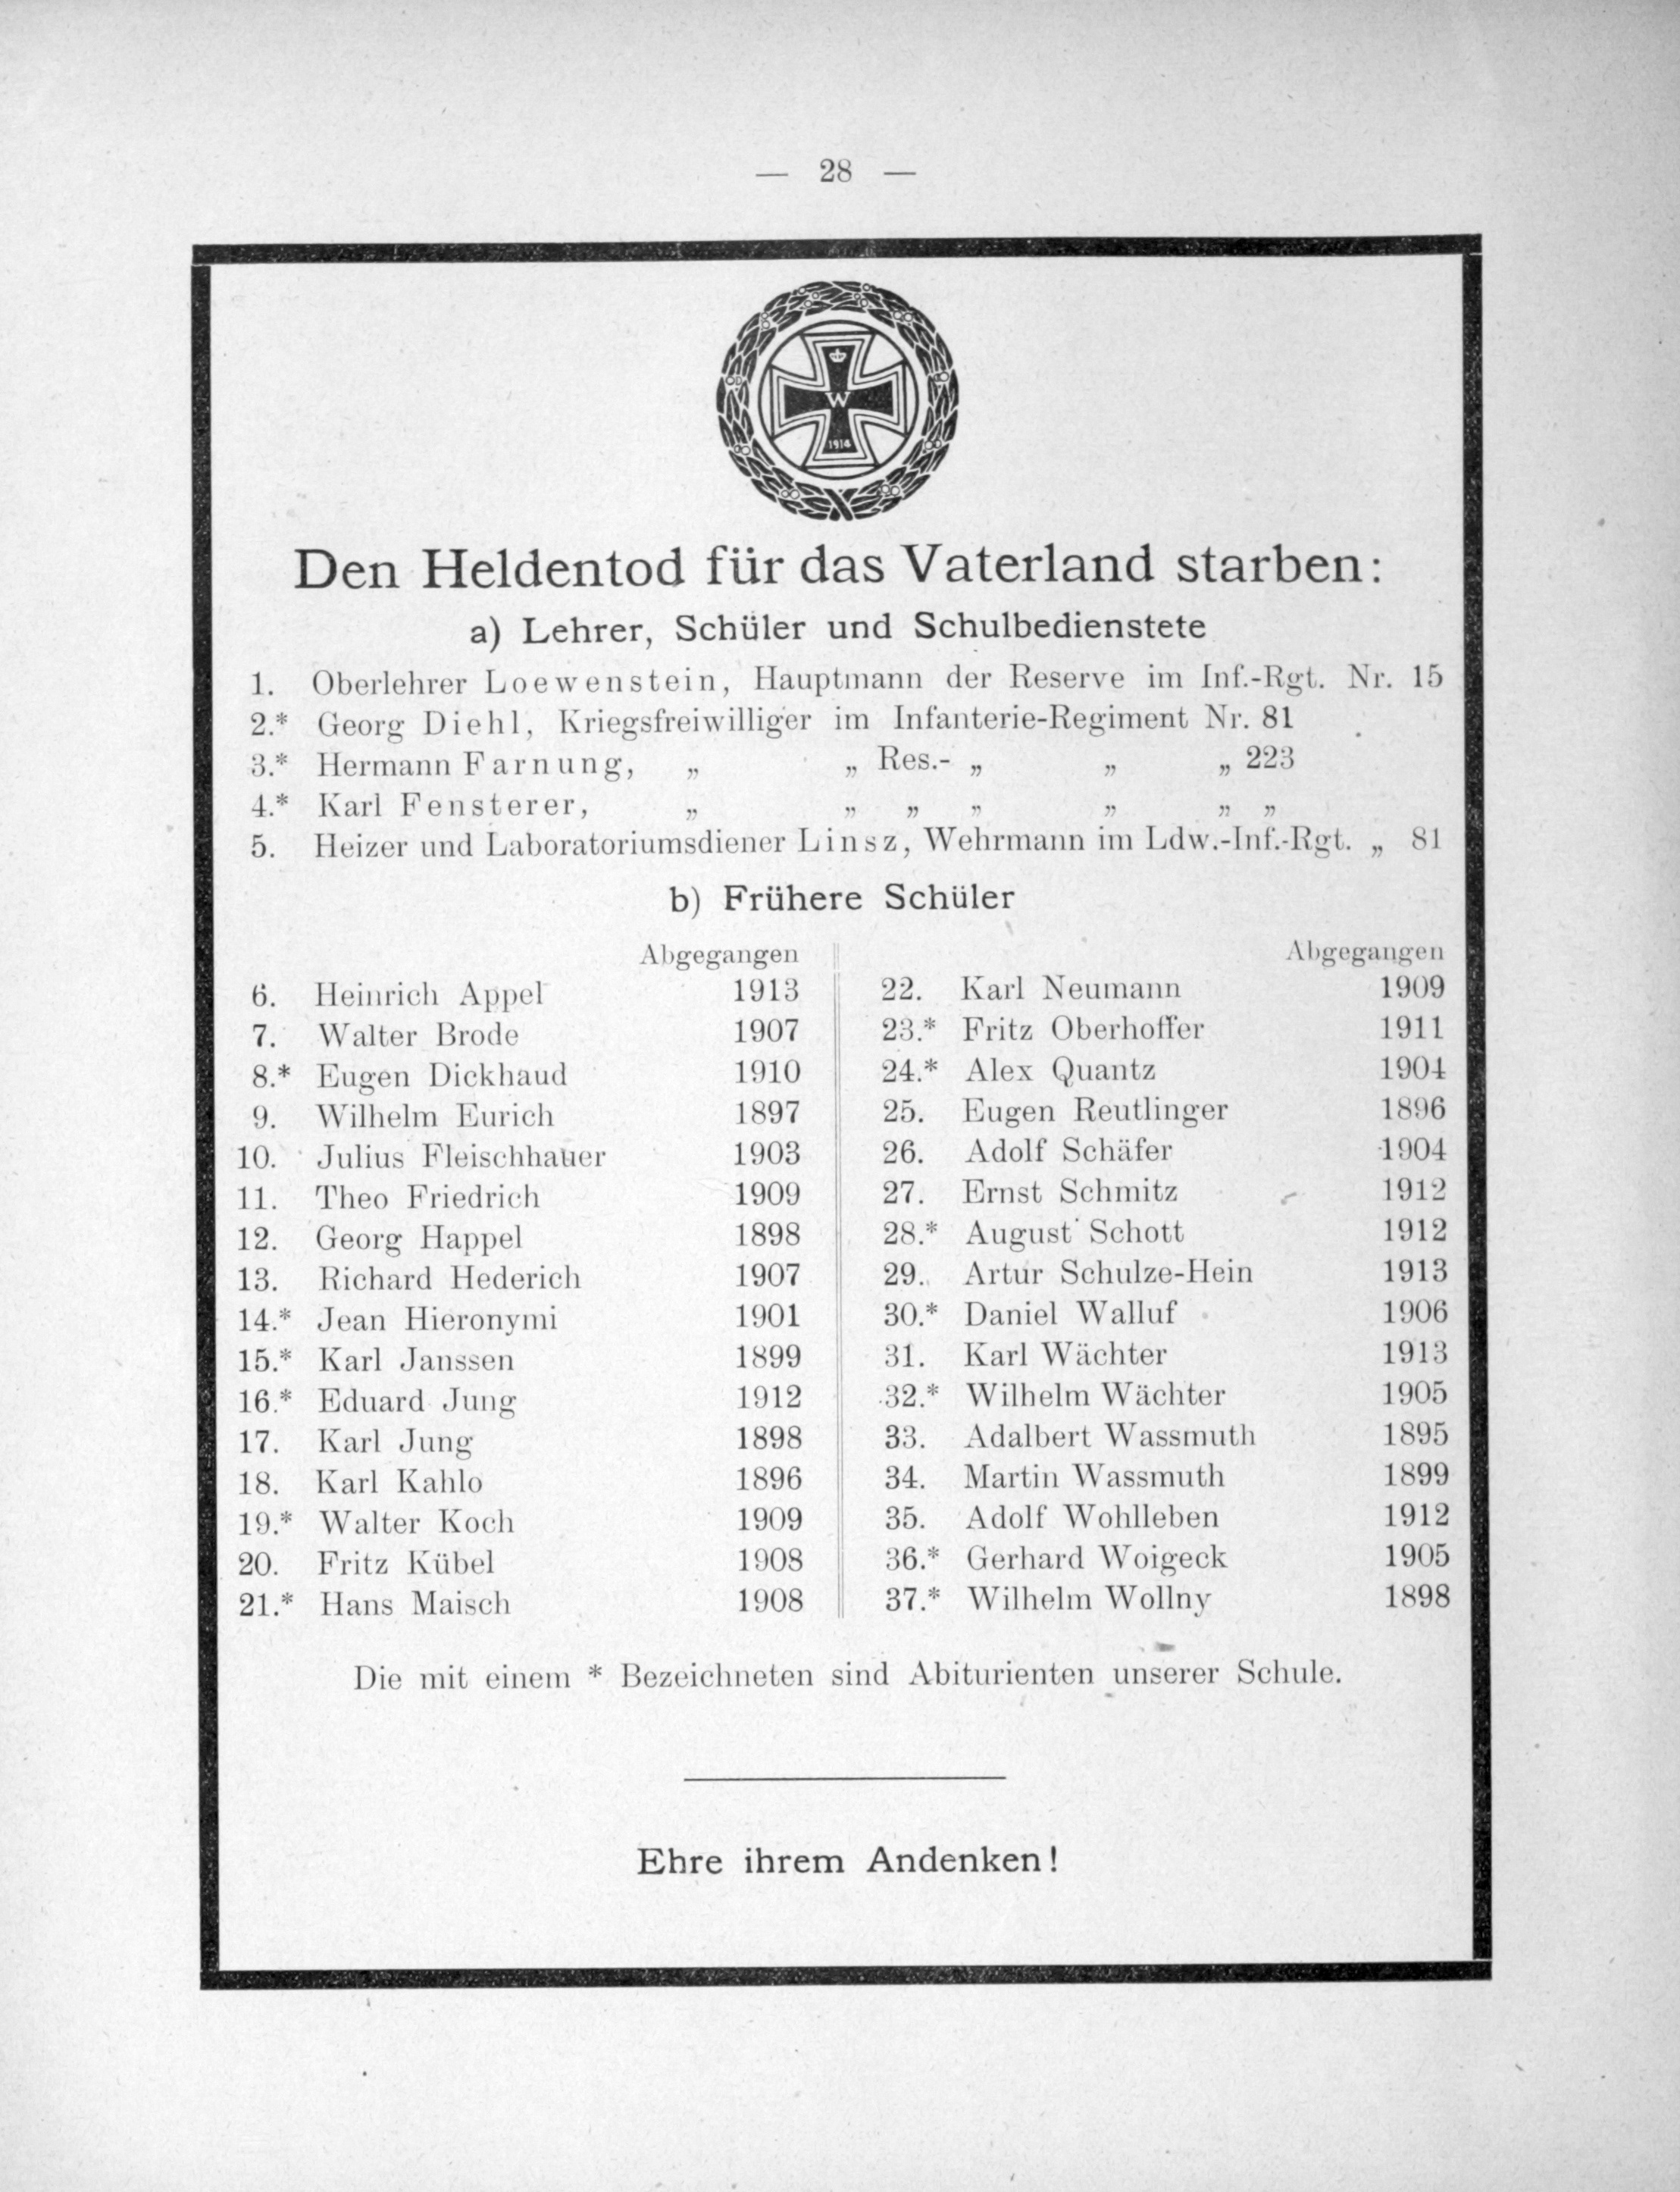 — 28 —
W
1914
Den Heldentod für das Vaterland starben:
a) Lehrer, Schüler und Schulbedienstete
1. Oberlehrer Loewenstein, Hauptmann der Reserve im Inf.-Rgt. Nr. 15
2.* Georg Diehl, Kriegsfreiwilliger im Infanterie-Regiment Nr. 81
3.* Hermann Farnung, „ „ Res.- „ „ „ 223
4.* Karl Fensterer, „ „ „ „ „ „ „
5. Heizer und Laboratoriumsdiener Linsz, Wehrmann im Ldw.-Inf.-Rgt. „ 81
b) Frühere Schüler
Abgegangen
6. Heinrich Appel 1913
7. Walter Brode 1907
8.* Eugen Dickhaud 1910
9. Wilhelm Eurich 1897
10. Julius Fleischhauer 1903
11. Theo Friedrich 1909
12. Georg Happel 1898
13. Richard Hederich 1907
14.* Jean Hieronymi 1901
15.* Karl Janssen 1899
16.* Eduard Jung 1912
17. Karl Jung 1898
18. Karl Kahlo 1896
19.* Walter Koch 1909
20. Fritz Kübel 1908
21.* Hans Maisch 1908
Abgegangen
22. Karl Neumann 1909
23.* Fritz Oberhoffer 1911
24.* Alex Quantz 1904
25. Eugen Reutlinger 1896
26. Adolf Schäfer 1904
27. Ernst Schmitz 1912
28.* August Schott 1912
29. Artur Schulze-Hein 1913
30.* Daniel Walluf 1906
31. Karl Wächter 1913
32.* Wilhelm Wächter 1905
33. Adalbert Wassmuth 1895
34. Martin Wassmuth 1899
35. Adolf Wohlleben 1912
36.* Gerhard Woigeck 1905
37.* Wilhelm Wollny 1898
Die mit einem * Bezeichneten sind Abiturienten unserer Schule.
Ehre ihrem Andenken!